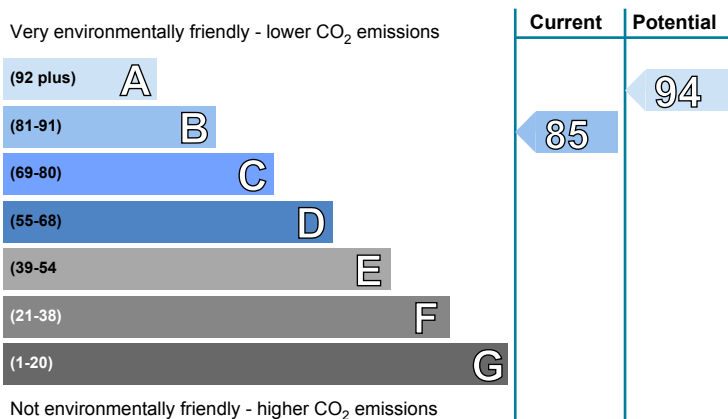 Very environmentally friendly - lower CO2 emissions
Current
Potential
(92 plus) A
94
(81-91) B
85
(69-80) C
(55-68) D
(39-54 E
(21-38) F
(1-20) G
Not environmentally friendly - higher CO2 emissions